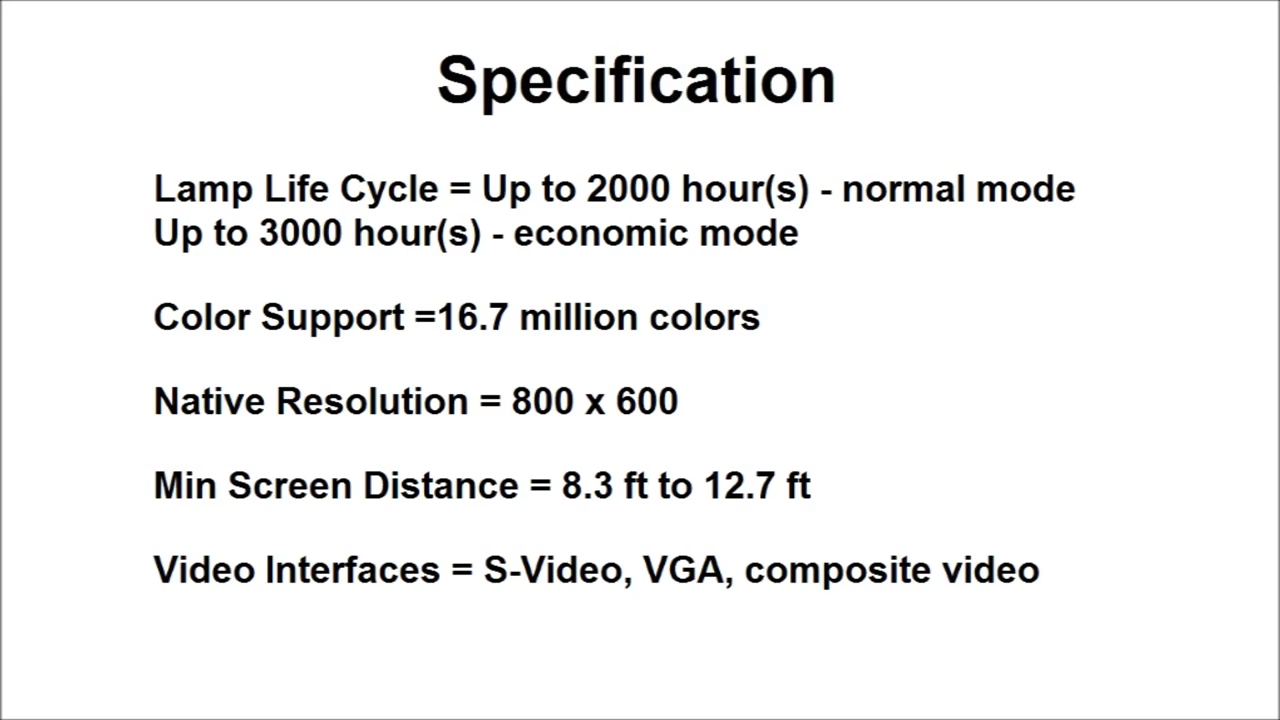 Specification
Lamp Life Cycle = Up to 2000 hour(s) - normal mode
Up to 3000 hour(s) - economic mode
Color Support =16.7 million colors
Native Resolution = 800 x 600
Min Screen Distance = 8.3 ft to 12.7 ft
Video Interfaces = S-Video, VGA, composite video